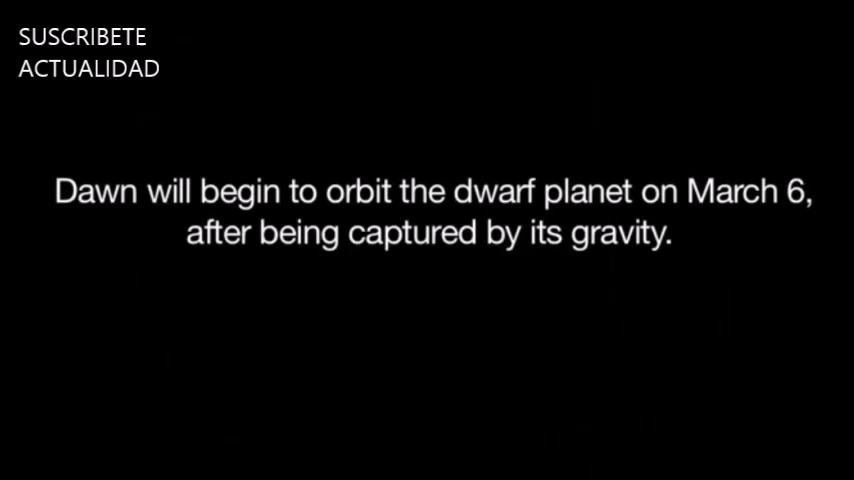 SUSCRIBETE
ACTUALIDAD
Dawn will begin to orbit the dwarf planet on March 6,
after being captured by its gravity.